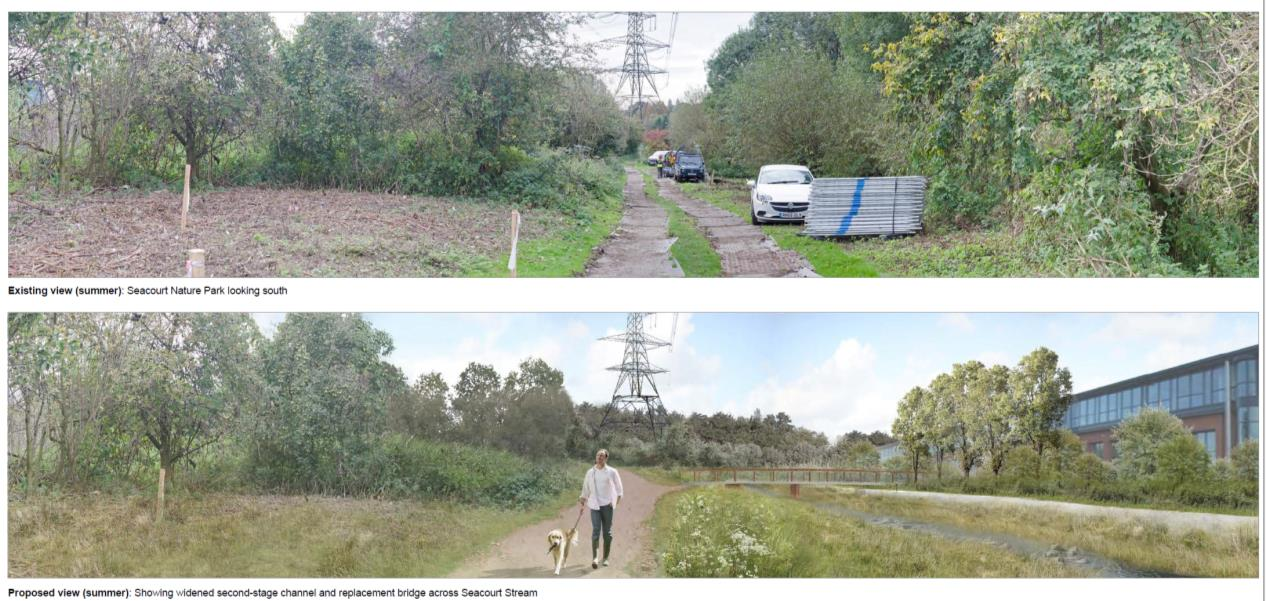 Existing view (summer): Seacourt Nature Park looking south
Proposed view (summer): Showing widened second-stage channel and replacement bridge across Seacourt Stream